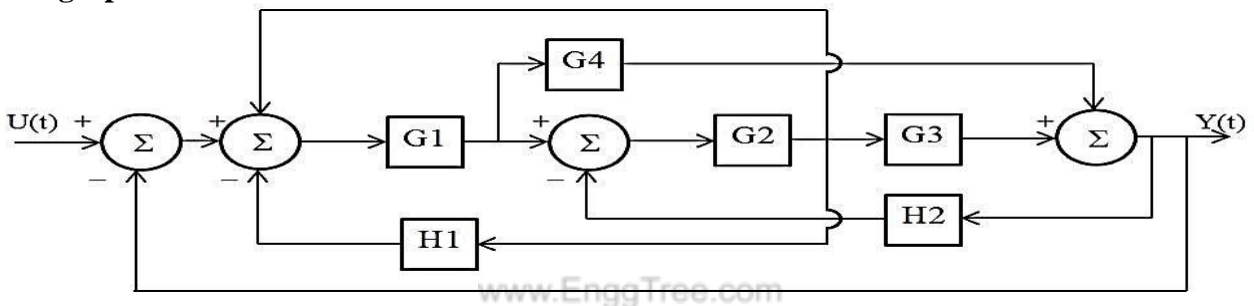 G4
U(t) + + + + Y(t)
Σ Σ G1 Σ G2 G3 Σ
− − −
H2
H1
www.EnggTree.com